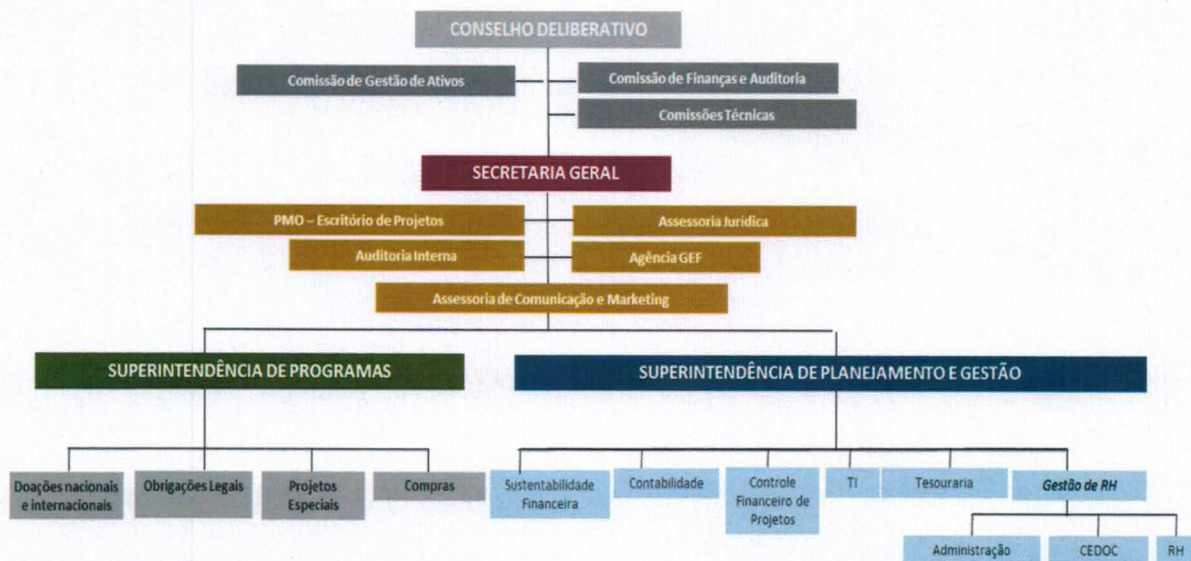 CONSELHO DELIBERATIVO
Comissão de Gestão de Ativos
Comissão de Finanças e Auditoria
Comissões Técnicas
SECRETARIA GERAL
PMO – Escritório de Projetos
Assessoria Jurídica
Auditoria Interna
Agência GEF
Assessoria de Comunicação e Marketing
SUPERINTENDÊNCIA DE PROGRAMAS
SUPERINTENDÊNCIA DE PLANEJAMENTO E GESTÃO
Doações nacionais
e internacionais
Obrigações Legais
Projetos
Especiais
Compras
Sustentabilidade
Financeira
Contabilidade
Controle
Financeiro de
Projetos
TI
Tesouraria
Gestão de RH
Administração
CEDOC
RH